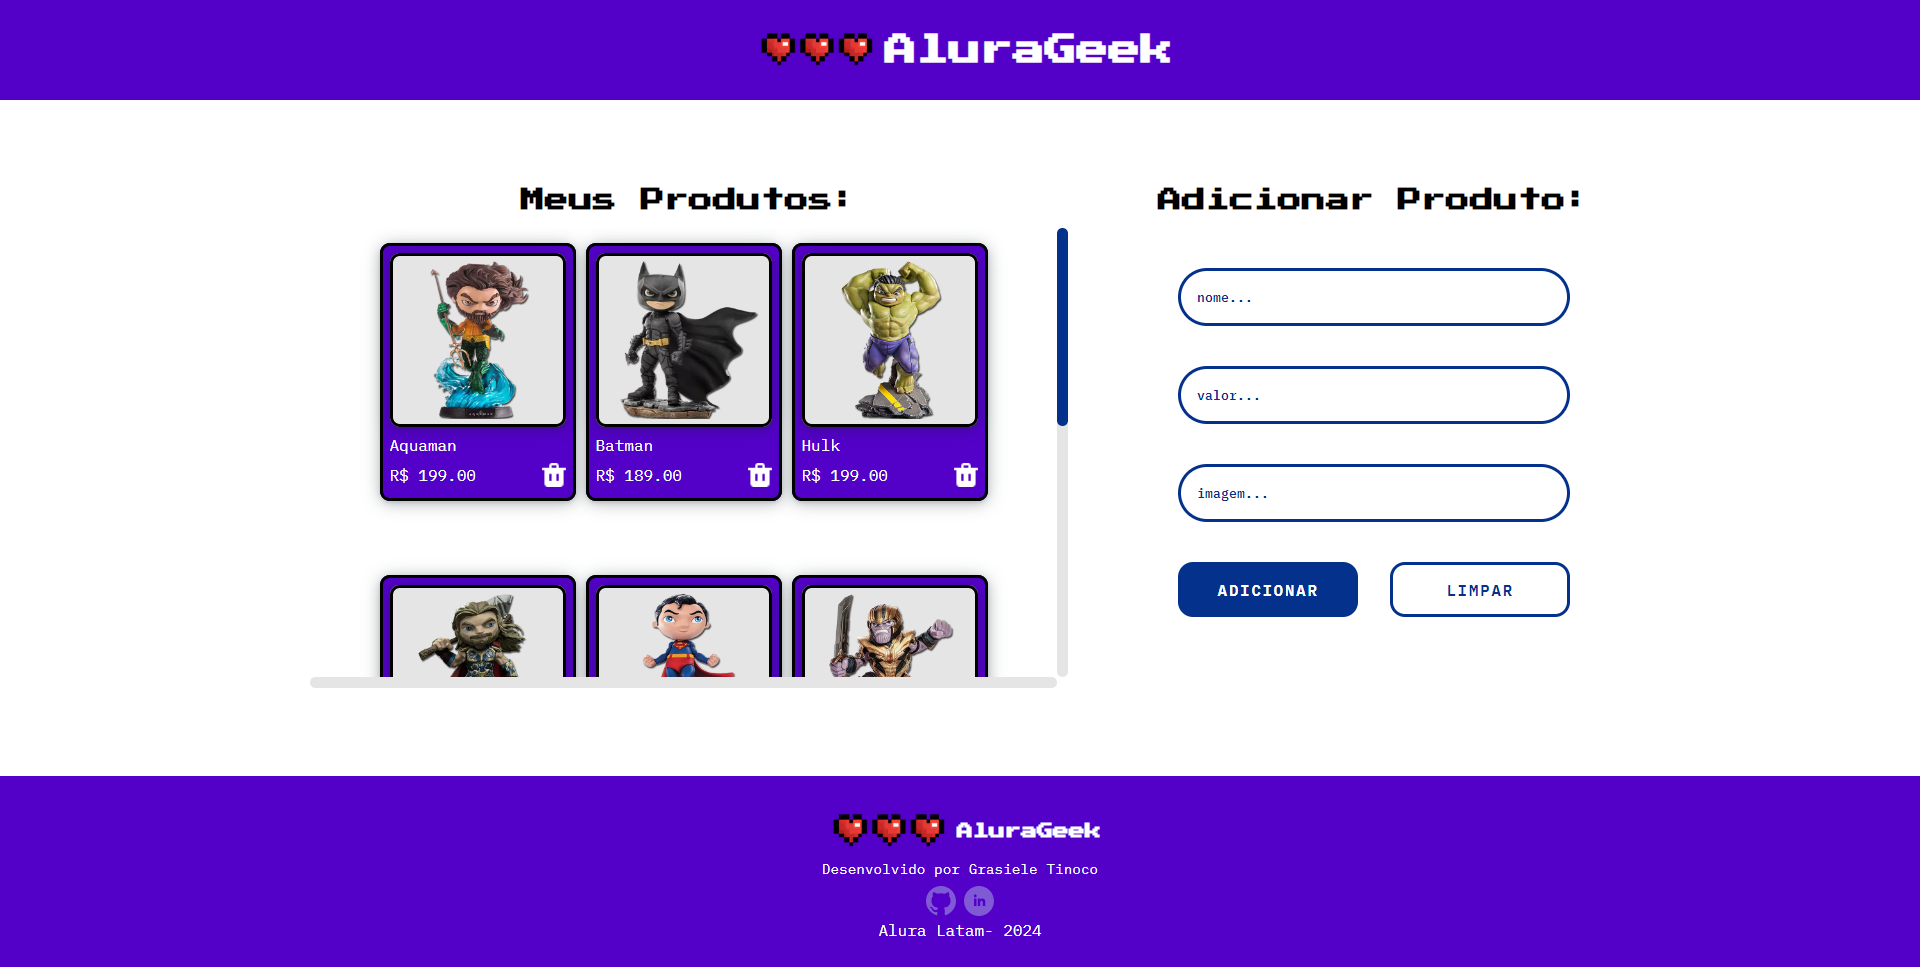 AluraGeek
Meus Produtos:
Aquaman
R$ 199.00
Batman
R$ 189.00
Hulk
R$ 199.00
Adicionar Produto:
nome...
valor...
imagem...
ADICIONAR
LIMPAR
AluraGeek
Desenvolvido por Grasiele Tinoco
in
Alura Latam- 2024